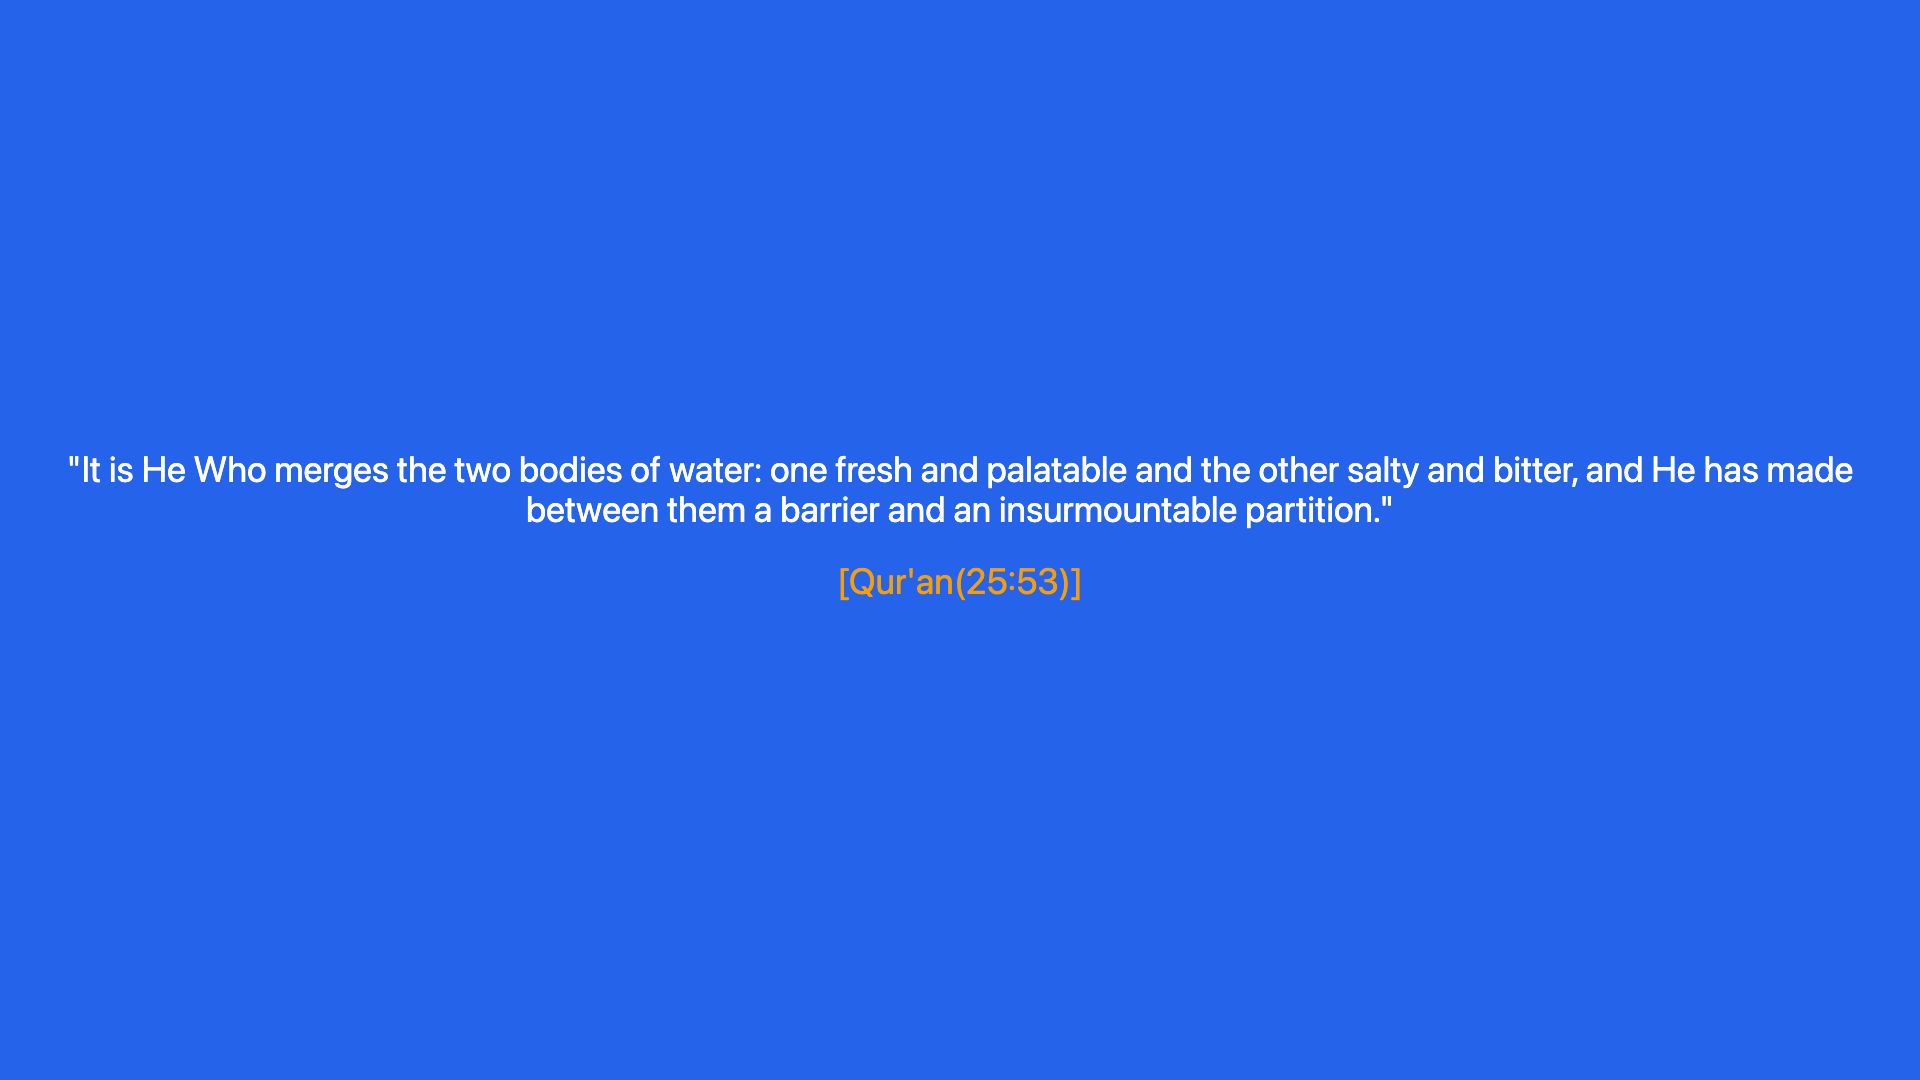 "It is He Who merges the two bodies of water: one fresh and palatable and the other salty and bitter, and He has made
between them a barrier and an insurmountable partition."
[Qur'an(25:53)]